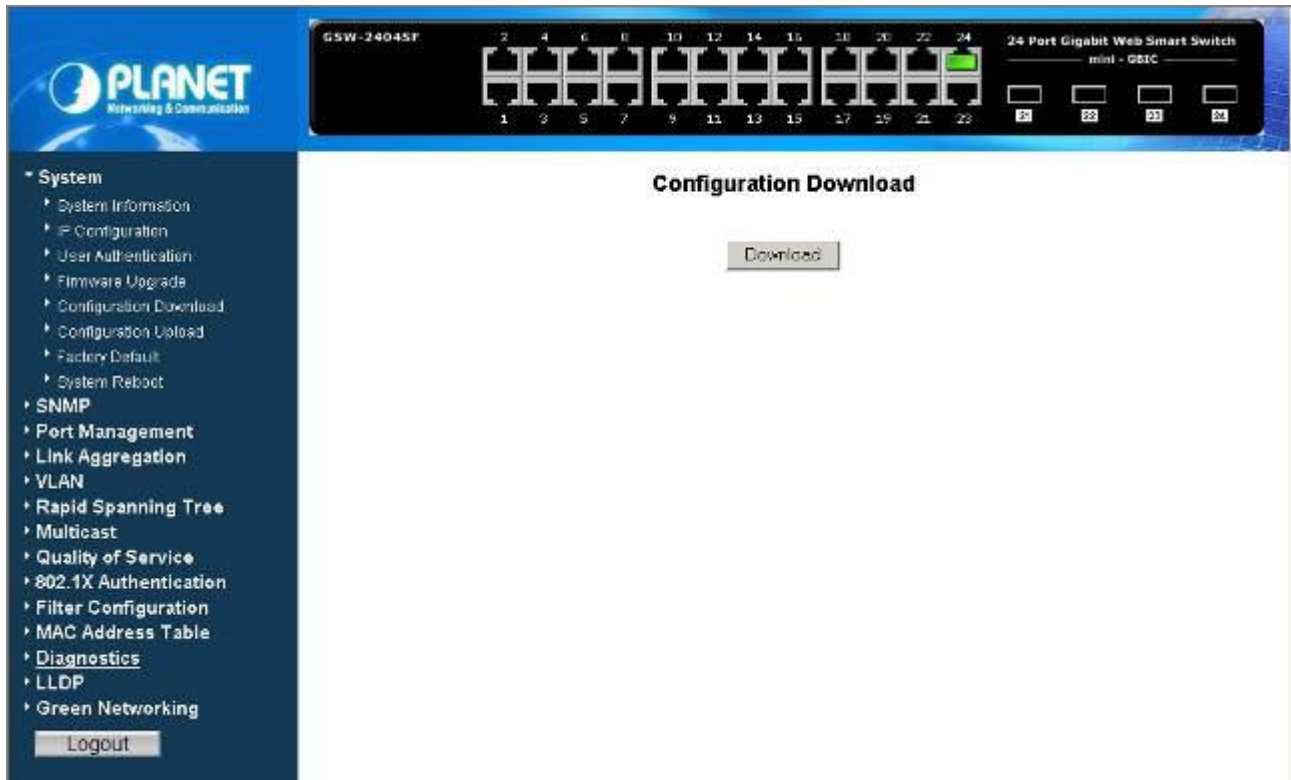 PLANET
Networking & Communication
GSW-2404SF
2 4 6 8 10 12 14 16 18 20 22 24
1 3 5 7 9 11 13 15 17 19 21 23
24 Port Gigabit Web Smart Switch
mini - GBIC
21 22 23 24
System
System Information
IP Configuration
User Authentication
Firmware Upgrade
Configuration Download
Configuration Upload
Factory Default
System Reboot
SNMP
Port Management
Link Aggregation
VLAN
Rapid Spanning Tree
Multicast
Quality of Service
802.1X Authentication
Filter Configuration
MAC Address Table
Diagnostics
LLDP
Green Networking
Logout
Configuration Download
Download